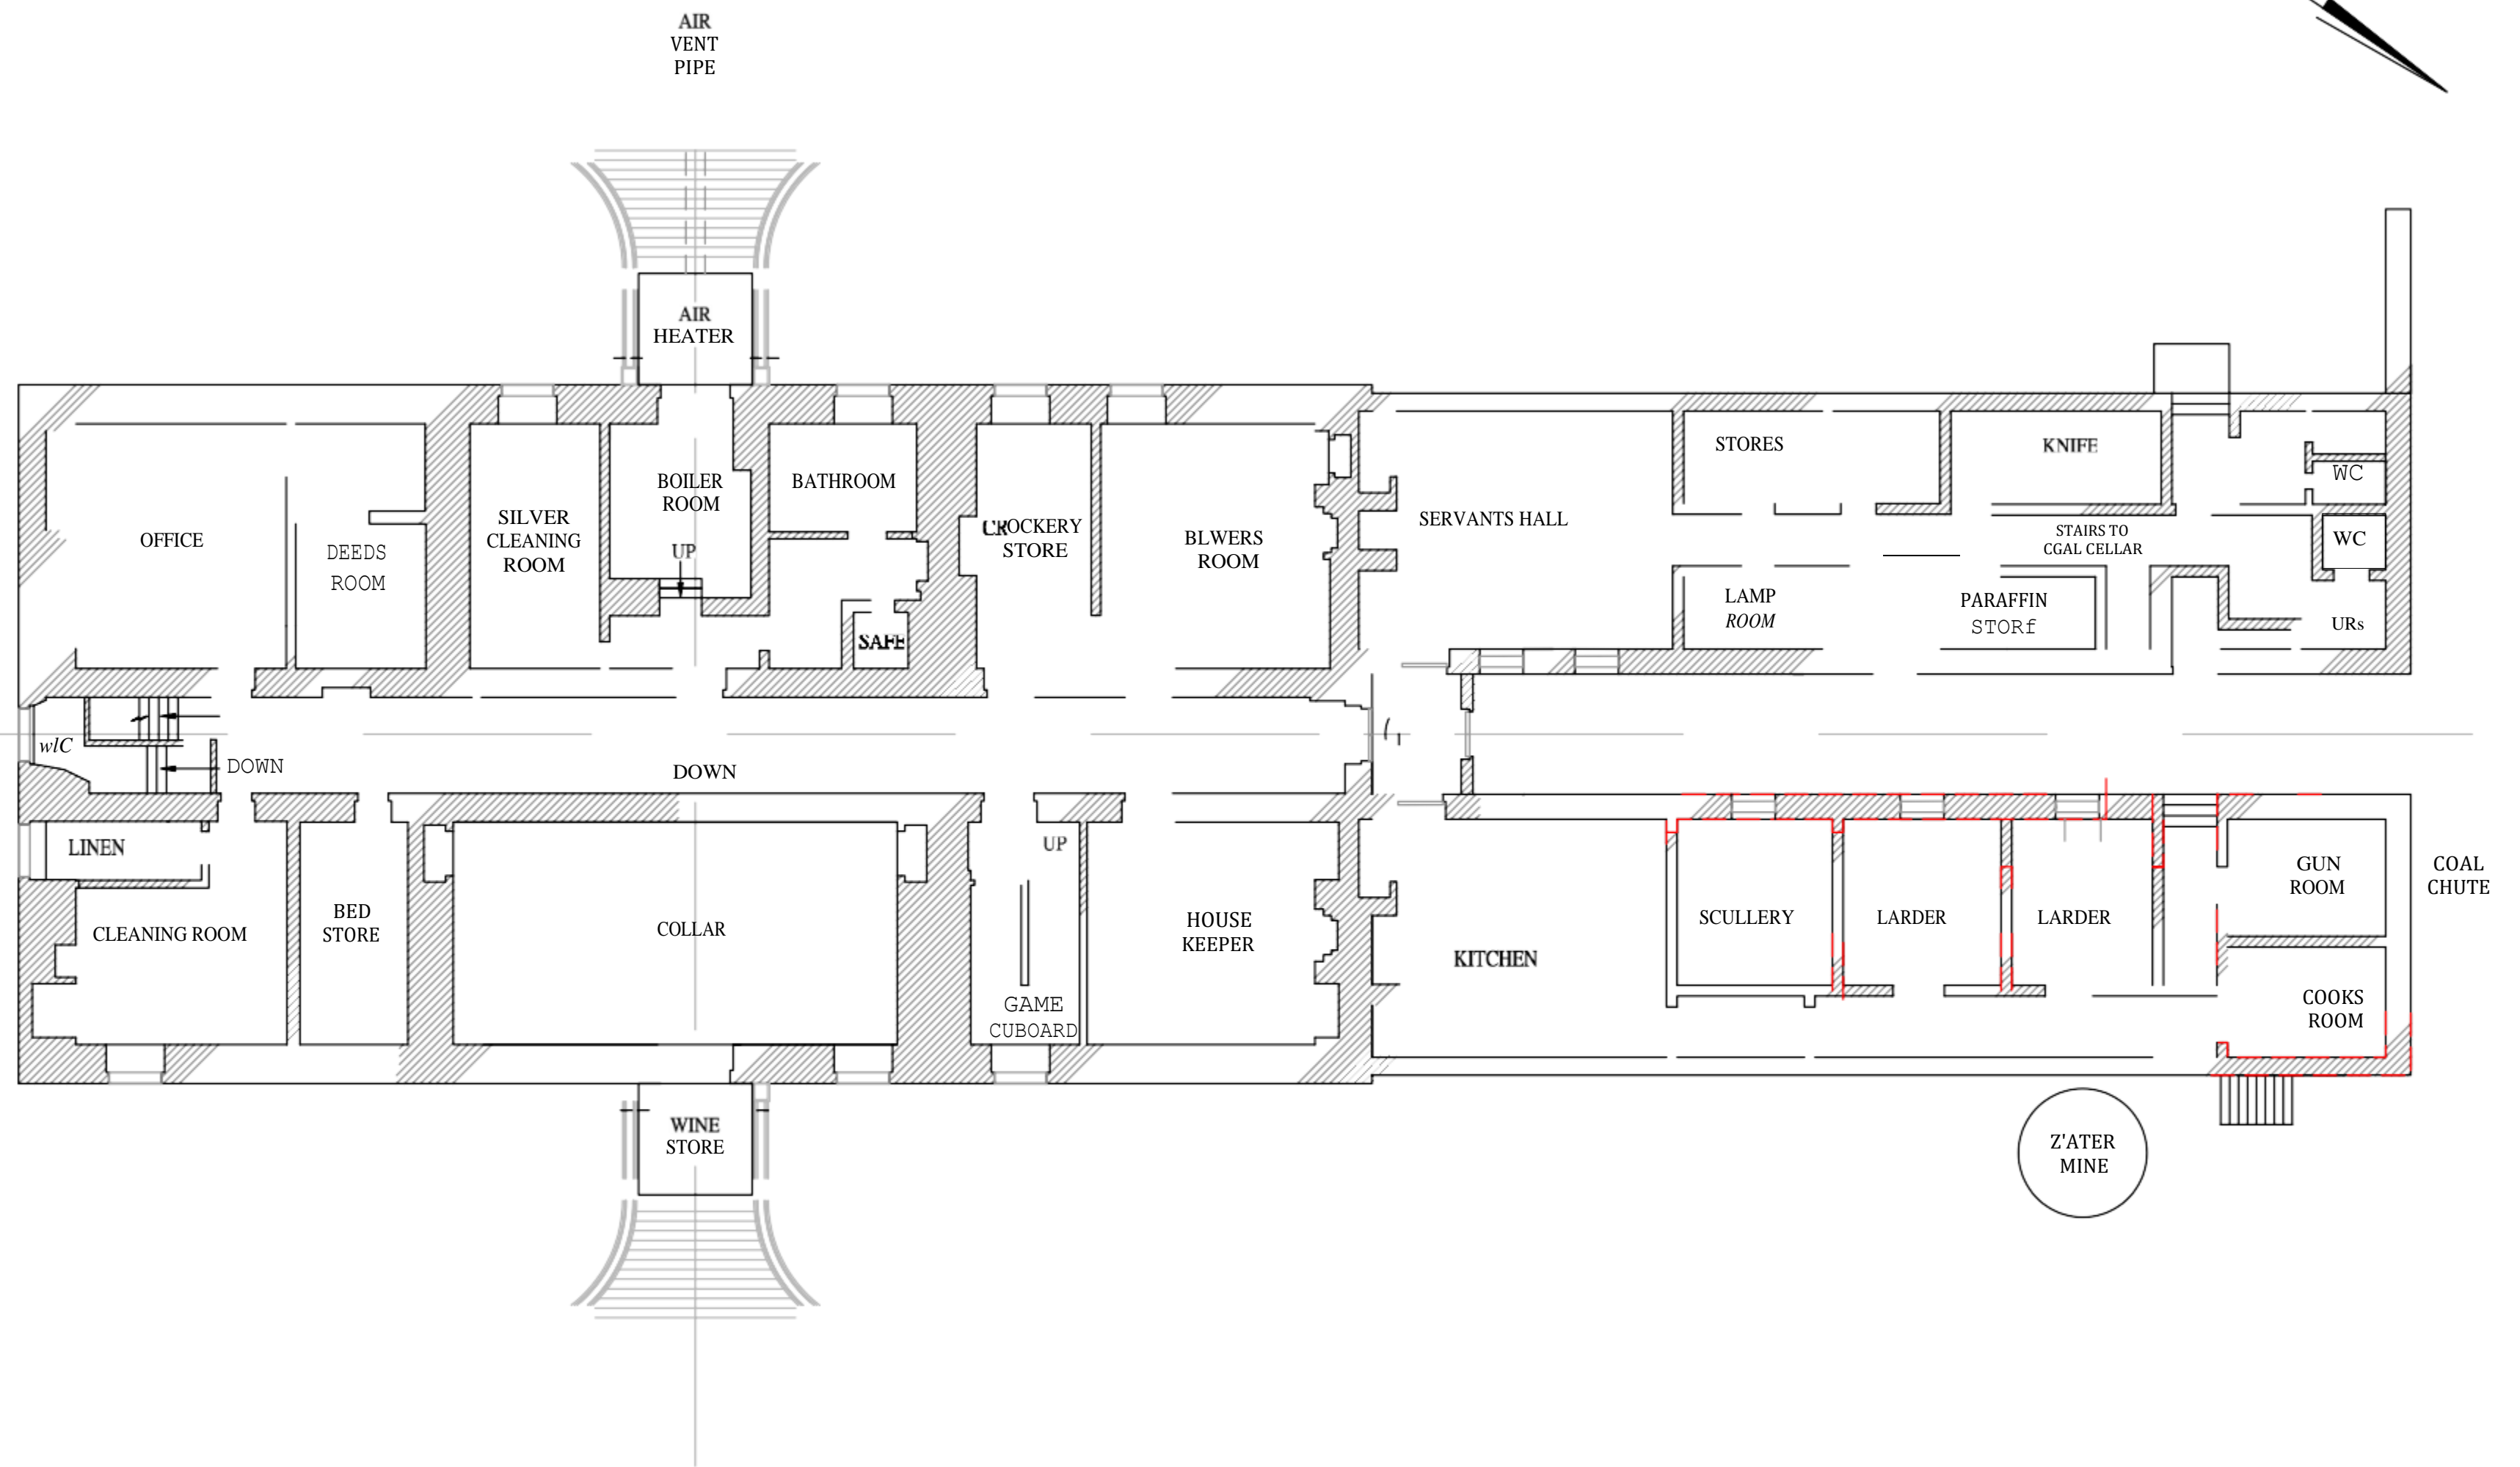 AIR
VENT
PIPE
AIR
HEATER
OFFICE
DEEDS
ROOM
SILVER
CLEANING
ROOM
BOILER
ROOM
UP
BATHROOM
SAFE
CROCKERY
STORE
BLWERS
ROOM
SERVANTS HALL
STORES
KNIFE
WC
WC
STAIRS TO
CGAL CELLAR
LAMP
ROOM
PARAFFIN
STORf
URs
wlC
DOWN
DOWN
LINEN
CLEANING ROOM
BED
STORE
COLLAR
UP
GAME
CUBOARD
HOUSE
KEEPER
KITCHEN
SCULLERY
LARDER
LARDER
GUN
ROOM
COAL
CHUTE
COOKS
ROOM
WINE
STORE
Z'ATER
MINE